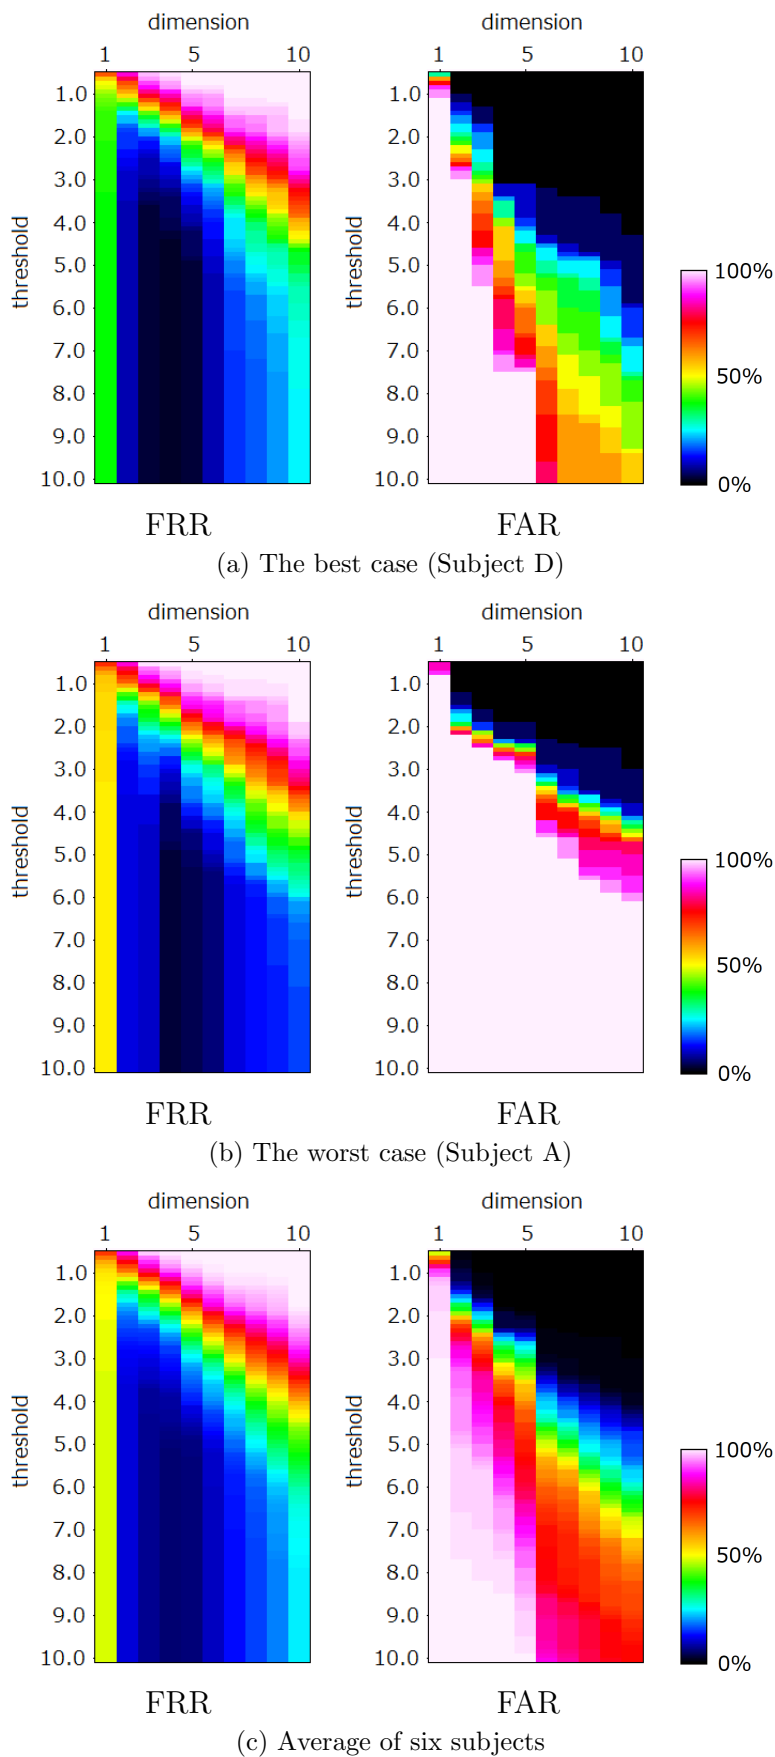 dimension dimension
1 5 10 1 5 10
threshold threshold
1.0 1.0
2.0 2.0
3.0 3.0
4.0 4.0
5.0 5.0 100%
6.0 6.0
7.0 7.0
8.0 8.0 50%
9.0 9.0
10.0 10.0 0%
FRR FAR
(a) The best case (Subject D)
dimension dimension
1 5 10 1 5 10
threshold threshold
1.0 1.0
2.0 2.0
3.0 3.0
4.0 4.0
5.0 5.0 100%
6.0 6.0
7.0 7.0
8.0 8.0 50%
9.0 9.0
10.0 10.0 0%
FRR FAR
(b) The worst case (Subject A)
dimension dimension
1 5 10 1 5 10
threshold threshold
1.0 1.0
2.0 2.0
3.0 3.0
4.0 4.0
5.0 5.0 100%
6.0 6.0
7.0 7.0
8.0 8.0 50%
9.0 9.0
10.0 10.0 0%
FRR FAR
(c) Average of six subjects